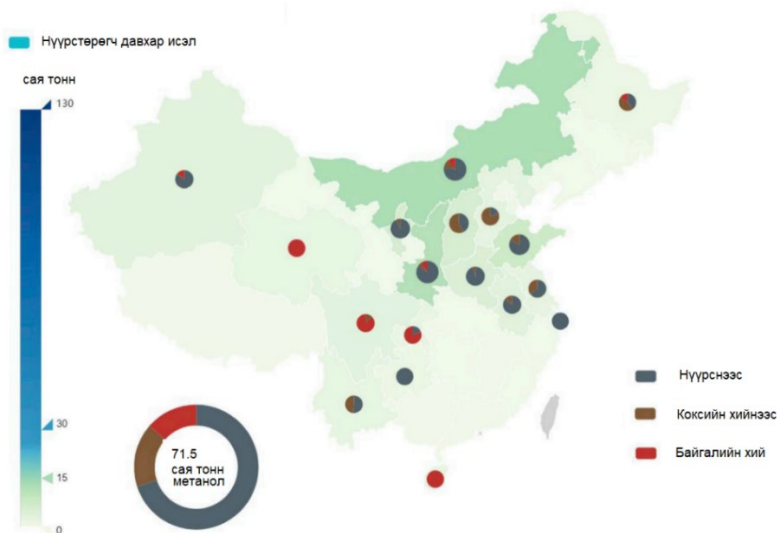 Нүүрстөрөгч давхар исэл
сая тонн
130
30
15
0
71.5
сая тонн
метанол
Нүүрснээс
Коксийн хийнээс
Байгалийн хий